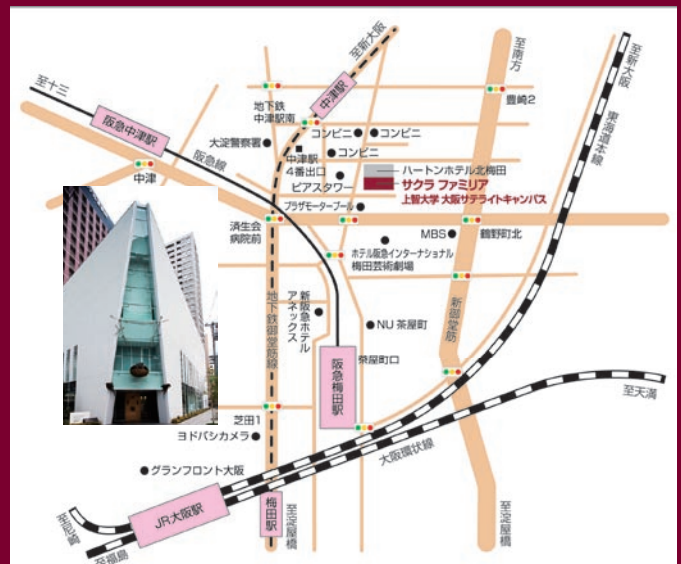 至新大阪
至南方
至新大阪
至十三
中津駅
豊崎2
地下鉄
中津駅南
東海道本線
阪急中津駅
コンビニ
コンビニ
大淀警察署
阪急線
中津駅
4番出口
コンビニ
ハートンホテル北梅田
中津
ピアスタワー
サクラ ファミリア
上智大学 大阪サテライトキャンパス
プラザモータープール
済生会
病院前
MBS
鶴野町北
ホテル阪急インターナショナル
梅田芸術劇場
地下鉄御堂筋線
新阪急ホテル
アネックス
新御堂筋
NU 茶屋町
阪急梅田駅
茶屋町口
至天満
芝田1
ヨドバシカメラ
大阪環状線
グランフロント大阪
JR大阪駅
梅田駅
至淀屋橋
至淀屋橋
至尼崎
至福島